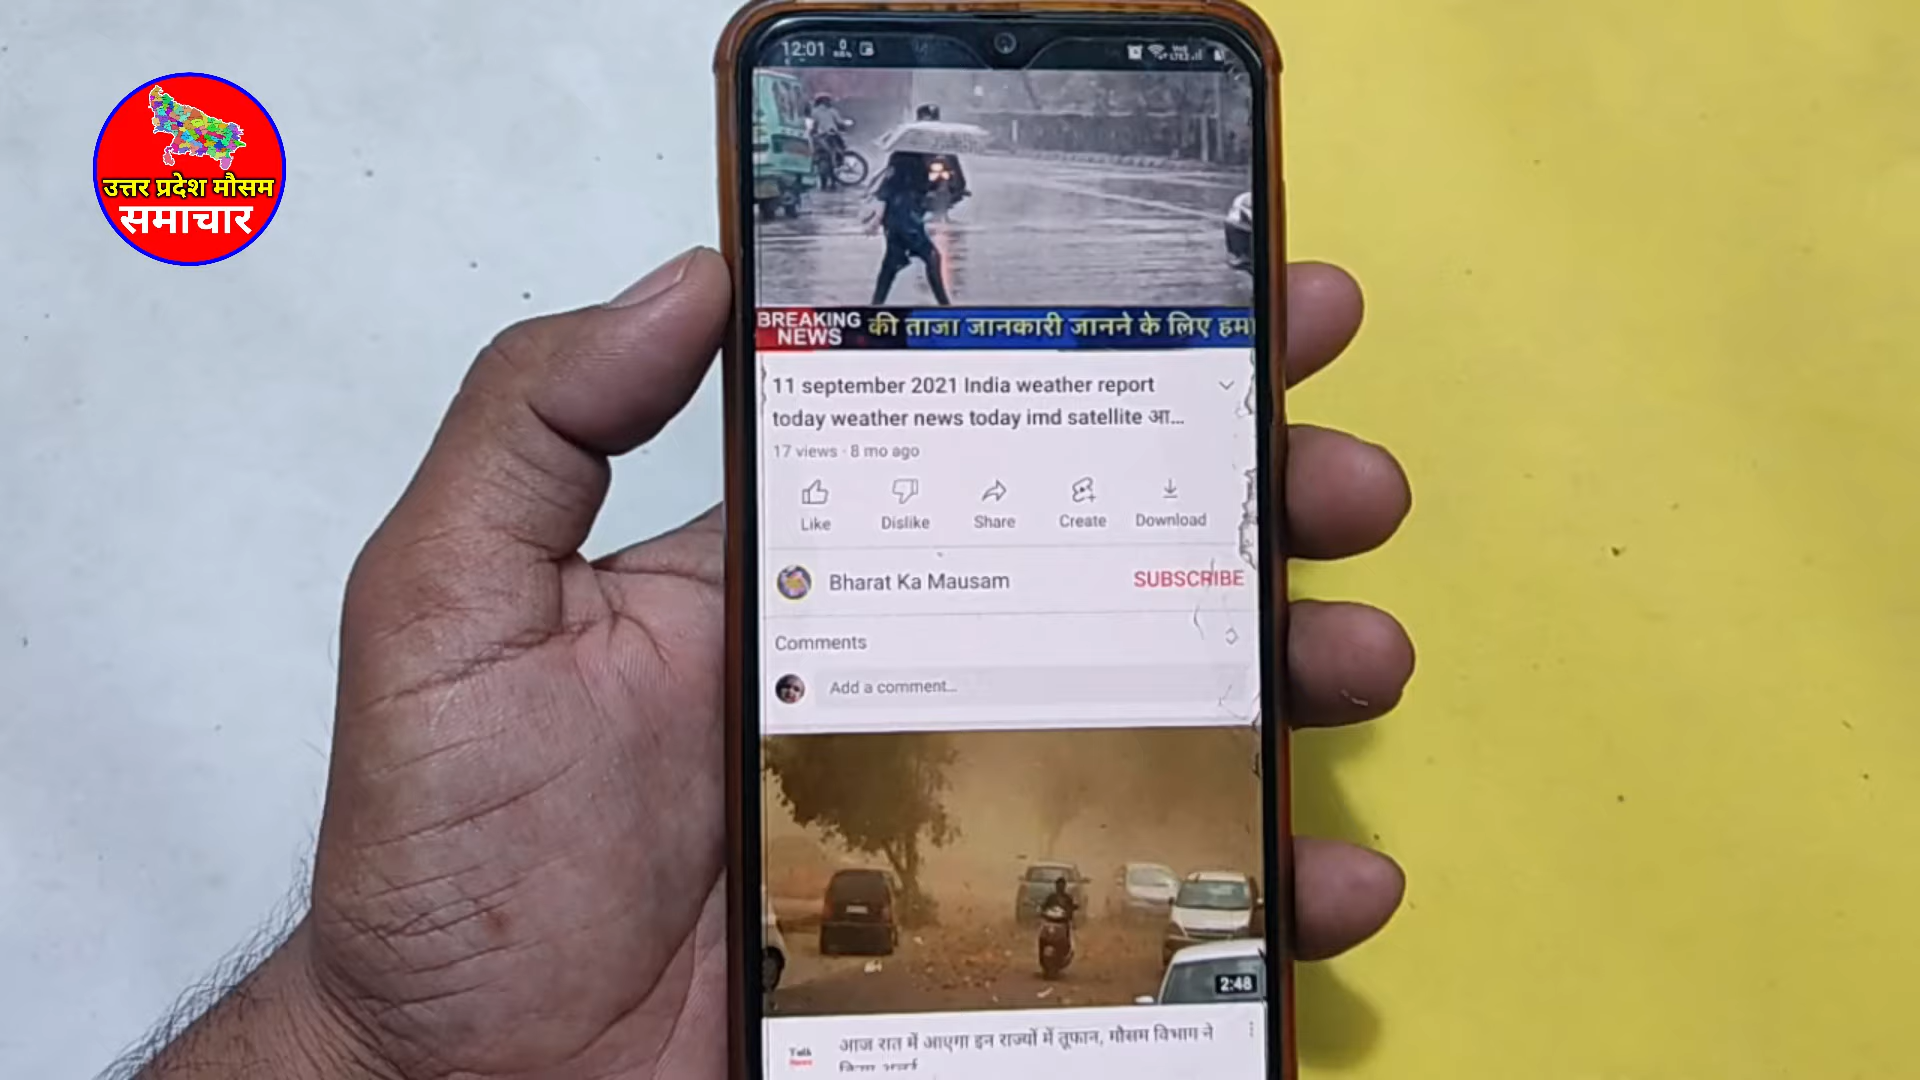 उत्तर प्रदेश मौसम
समाचार
12:01
BREAKING
NEWS
की ताजा जानकारी जानने के लिए हम
11 september 2021 India weather report
today weather news today imd satellite आ...
17 views · 8 mo ago
Like
Dislike
Share
Create
Download
Bharat Ka Mausam
SUBSCRIBE
Comments
Add a comment...
2:48
आज रात में आएगा इन राज्यों में तूफान, मौसम विभाग ने
Talk
News